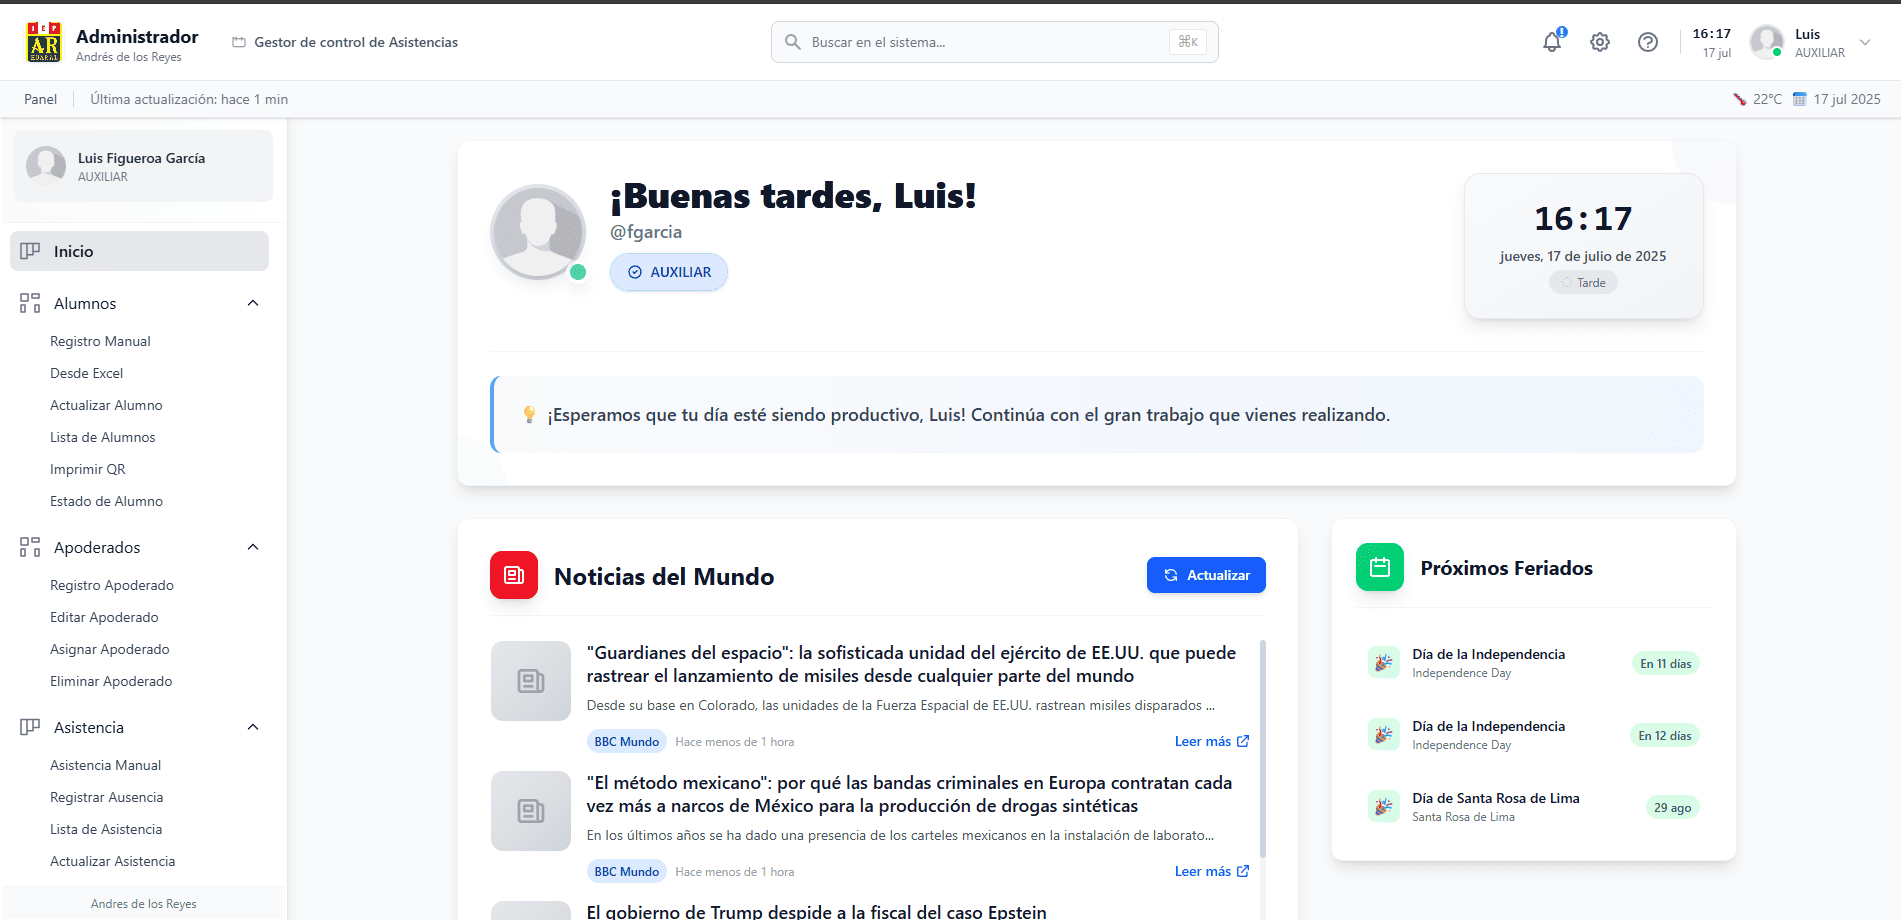 IEP
AR
HUARAL
Administrador
Andrés de los Reyes
Gestor de control de Asistencias
Buscar en el sistema...
⌘K
!
16:17
17 jul
Luis
AUXILIAR
Panel
Última actualización: hace 1 min
22°C
17 jul 2025
Luis Figueroa García
AUXILIAR
Inicio
Alumnos
Registro Manual
Desde Excel
Actualizar Alumno
Lista de Alumnos
Imprimir QR
Estado de Alumno
Apoderados
Registro Apoderado
Editar Apoderado
Asignar Apoderado
Eliminar Apoderado
Asistencia
Asistencia Manual
Registrar Ausencia
Lista de Asistencia
Actualizar Asistencia
Andres de los Reyes
¡Buenas tardes, Luis!
@fgarcia
AUXILIAR
16:17
jueves, 17 de julio de 2025
Tarde
¡Esperamos que tu día esté siendo productivo, Luis! Continúa con el gran trabajo que vienes realizando.
Noticias del Mundo
Actualizar
"Guardianes del espacio": la sofisticada unidad del ejército de EE.UU. que puede
rastrear el lanzamiento de misiles desde cualquier parte del mundo
Desde su base en Colorado, las unidades de la Fuerza Espacial de EE.UU. rastrean misiles disparados ...
BBC Mundo
Hace menos de 1 hora
Leer más
"El método mexicano": por qué las bandas criminales en Europa contratan cada
vez más a narcos de México para la producción de drogas sintéticas
En los últimos años se ha dado una presencia de los carteles mexicanos en la instalación de laborato...
BBC Mundo
Hace menos de 1 hora
Leer más
El gobierno de Trump despide a la fiscal del caso Epstein
Próximos Feriados
Día de la Independencia
Independence Day
En 11 días
Día de la Independencia
Independence Day
En 12 días
Día de Santa Rosa de Lima
Santa Rosa de Lima
29 ago